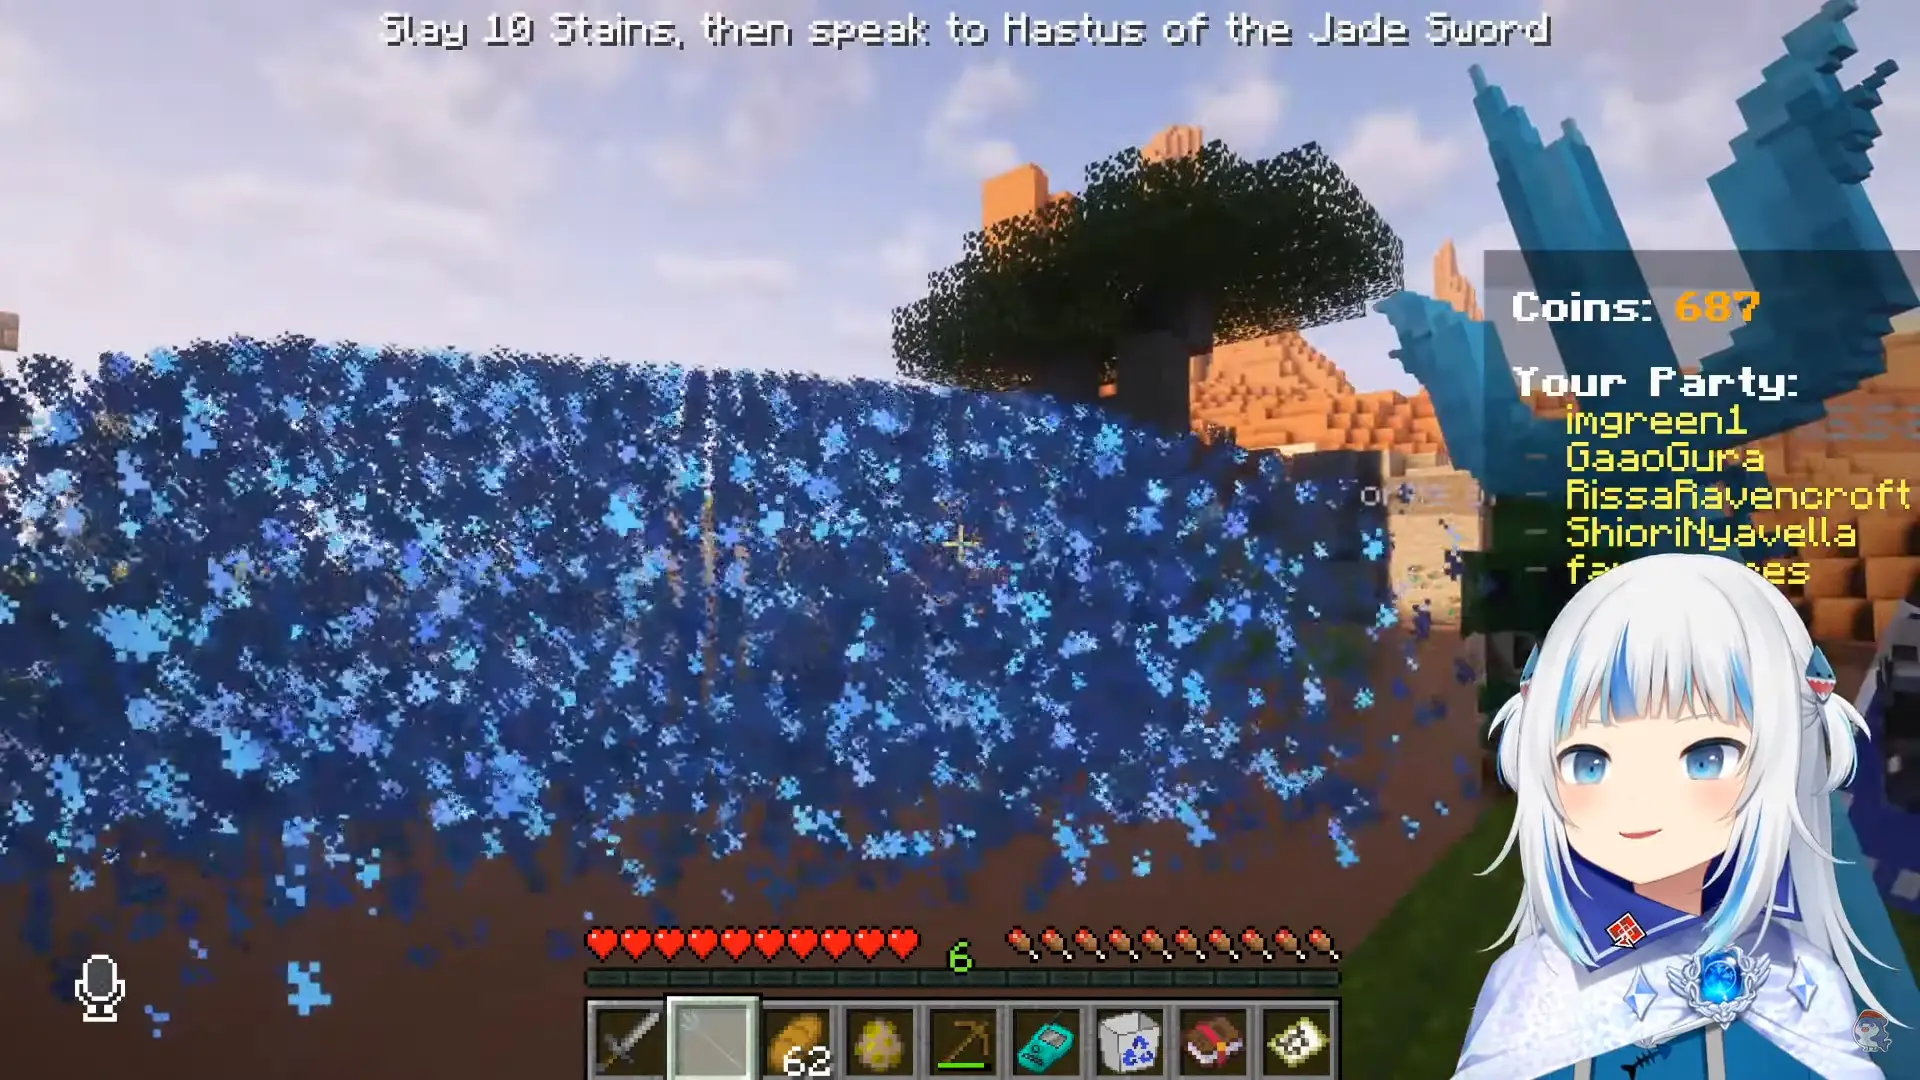 Slay 10 Stains, then speak to Hastus of the Jade Sword
Coins: 687
Your Party:
imgreen1
- GaaoGura
- RissaRavencroft
- ShioriNyavella
6
62